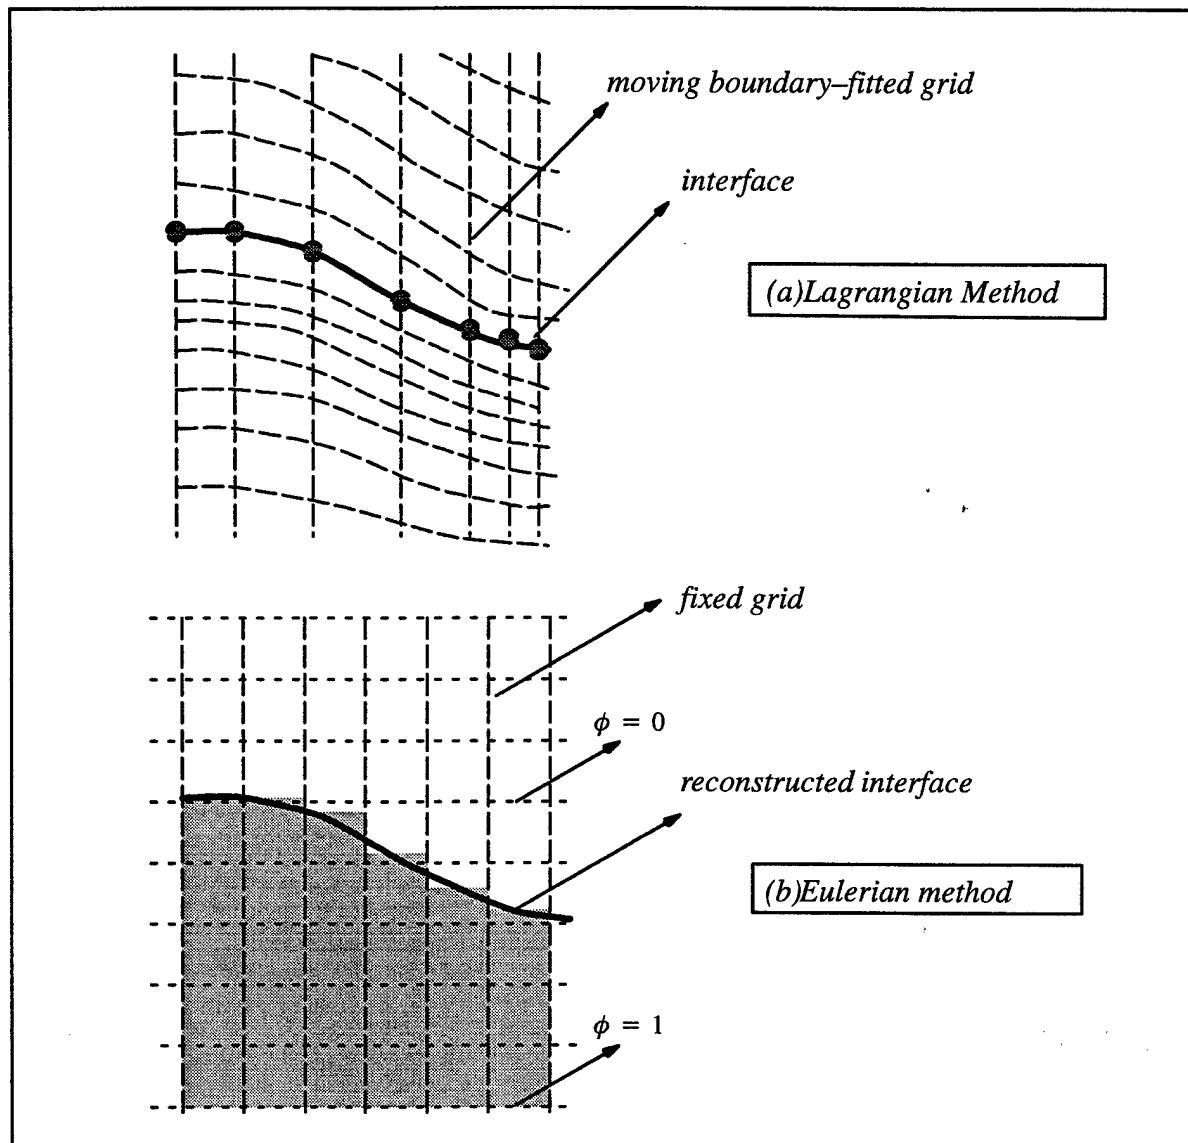 moving boundary–fitted grid
interface
(a)Lagrangian Method
fixed grid
ϕ = 0
reconstructed interface
(b)Eulerian method
ϕ = 1